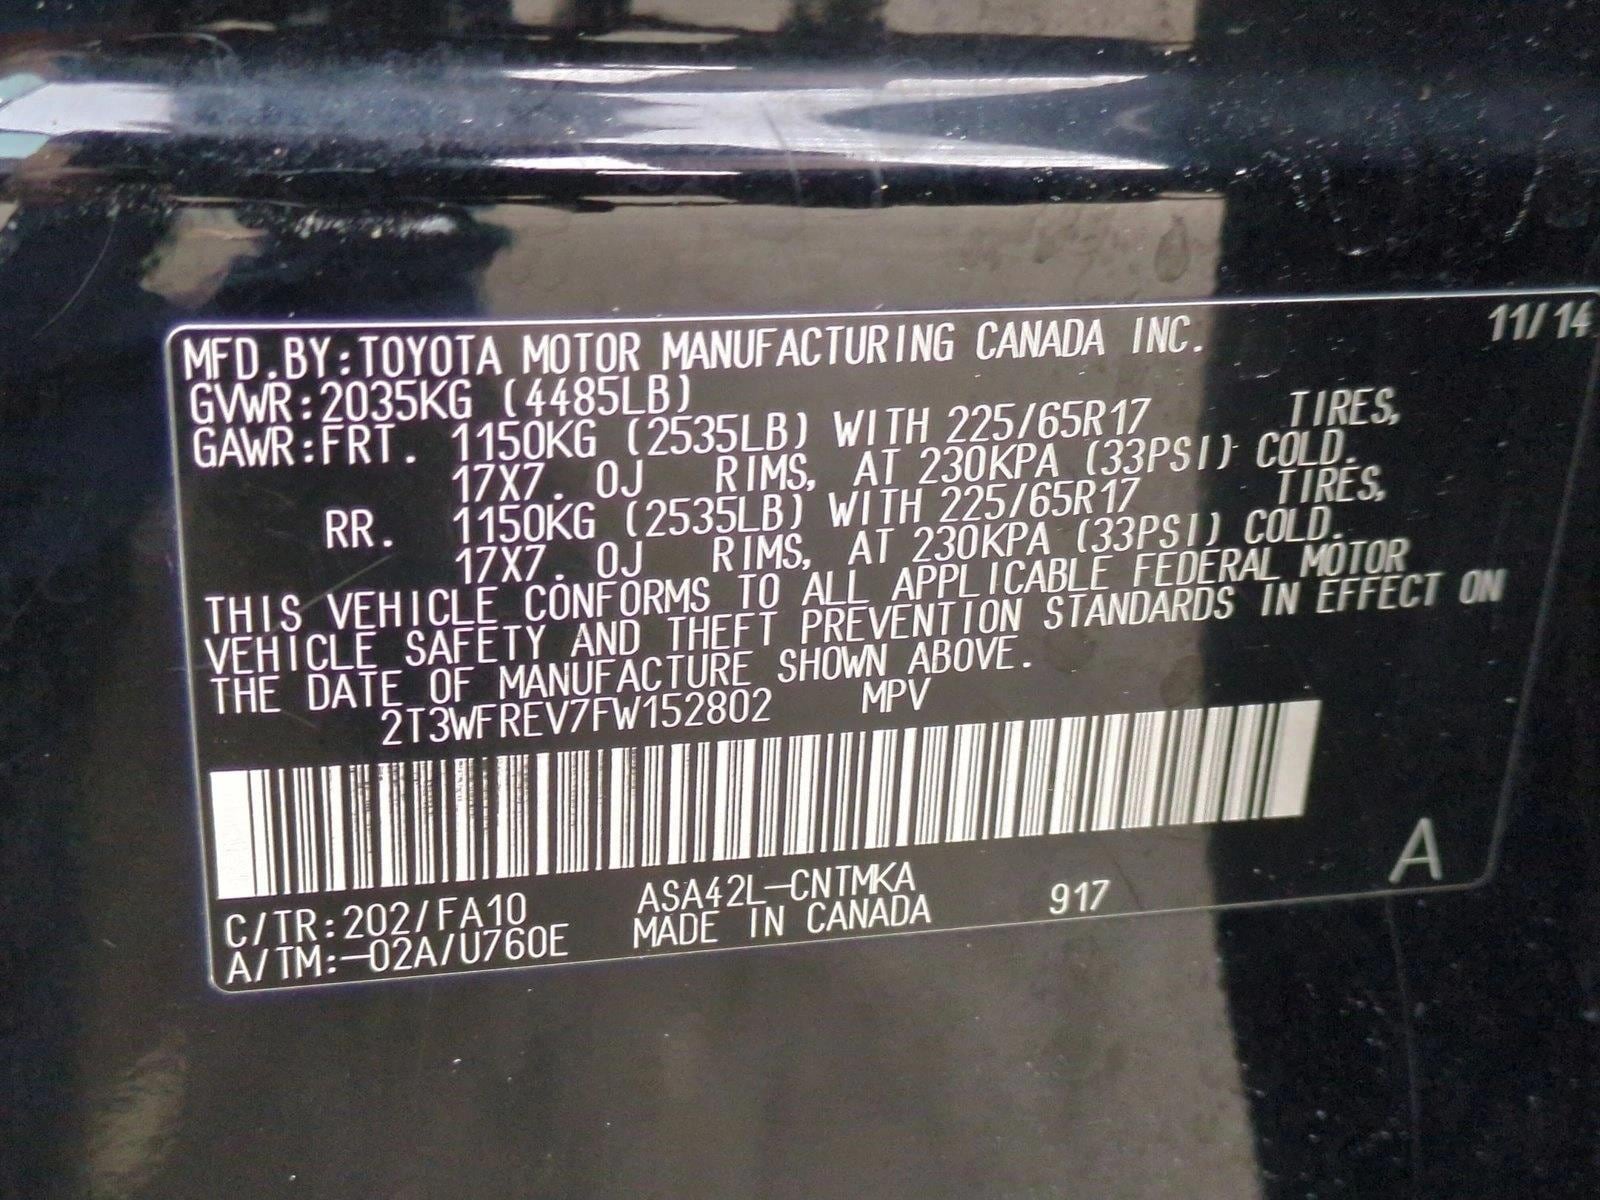 11/14
MFD.BY:TOYOTA MOTOR MANUFACTURING CANADA INC.
GVWR:2035KG (4485LB)
GAWR:FRT. 1150KG (2535LB) WITH 225/65R17 TIRES,
17X7. 0J RIMS, AT 230KPA (33PSI) COLD.
RR. 1150KG (2535LB) WITH 225/65R17 TIRES,
17X7. 0J RIMS, AT 230KPA (33PSI) COLD.
THIS VEHICLE CONFORMS TO ALL APPLICABLE FEDERAL MOTOR
VEHICLE SAFETY AND THEFT PREVENTION STANDARDS IN EFFECT ON
THE DATE OF MANUFACTURE SHOWN ABOVE.
2T3WFREV7FW152802 MPV
C/TR:202/FA10 ASA42L-CNTMKA
A/TM:-02A/U760E MADE IN CANADA 917
A